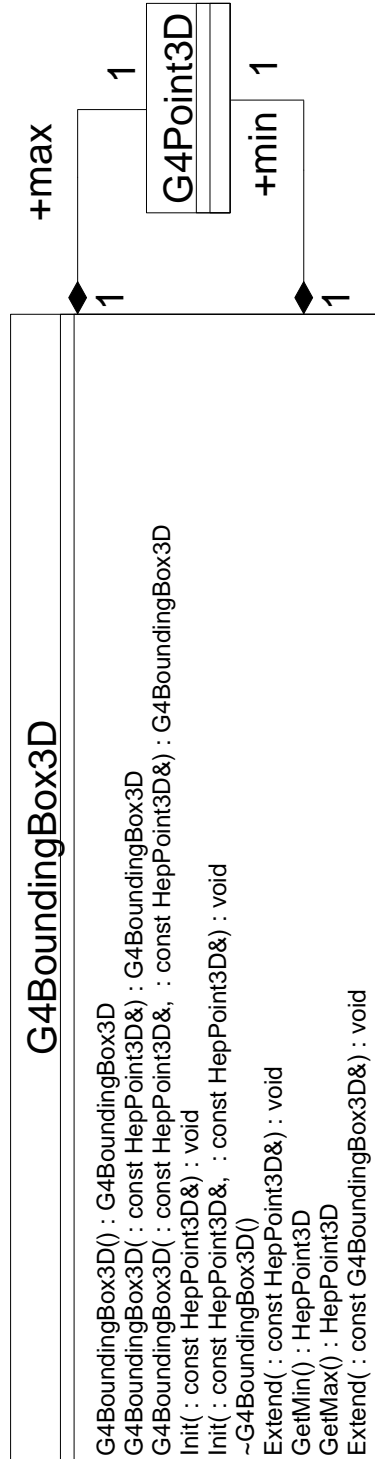 G4BoundingBox3D
G4BoundingBox3D() : G4BoundingBox3D
G4BoundingBox3D( : const HepPoint3D&) : G4BoundingBox3D
G4BoundingBox3D( : const HepPoint3D&, : const HepPoint3D&) : G4BoundingBox3D
Init( : const HepPoint3D&) : void
Init( : const HepPoint3D&, : const HepPoint3D&) : void
~G4BoundingBox3D()
Extend( : const HepPoint3D&) : void
GetMin() : HepPoint3D
GetMax() : HepPoint3D
Extend( : const G4BoundingBox3D&) : void
+max
1
1
G4Point3D
+min
1
1